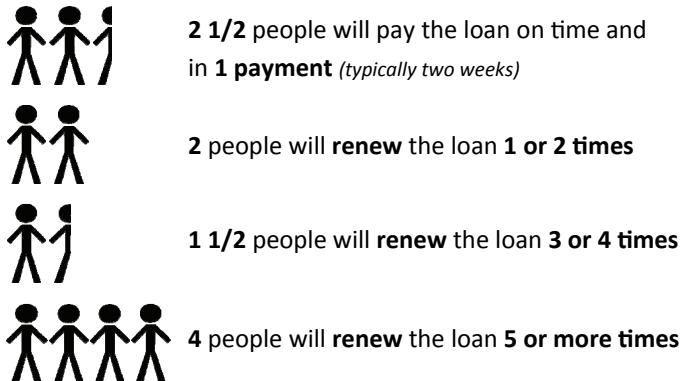 2 1/2 people will pay the loan on time and
in 1 payment (typically two weeks)
2 people will renew the loan 1 or 2 times
1 1/2 people will renew the loan 3 or 4 times
4 people will renew the loan 5 or more times